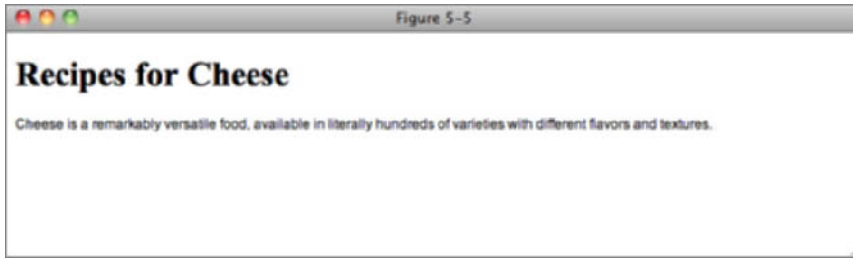 Figure 5-5
Recipes for Cheese
Cheese is a remarkably versatile food, available in literally hundreds of varieties with different flavors and textures.